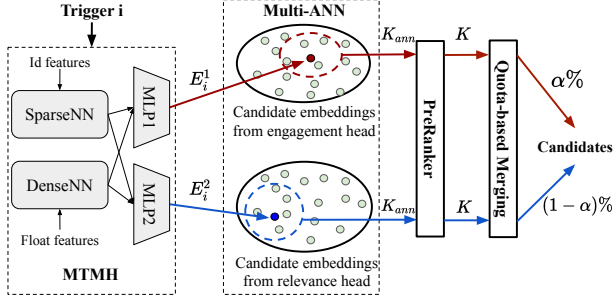 Trigger i
Id features
SparseNN
DenseNN
Float features
MTMH
MLP1
MLP2
E_i^1
E_i^2
Multi-ANN
Candidate embeddings
from engagement head
Candidate embeddings
from relevance head
K_ann
K_ann
PreRanker
K
K
Quota-based Merging
α%
Candidates
(1 − α)%